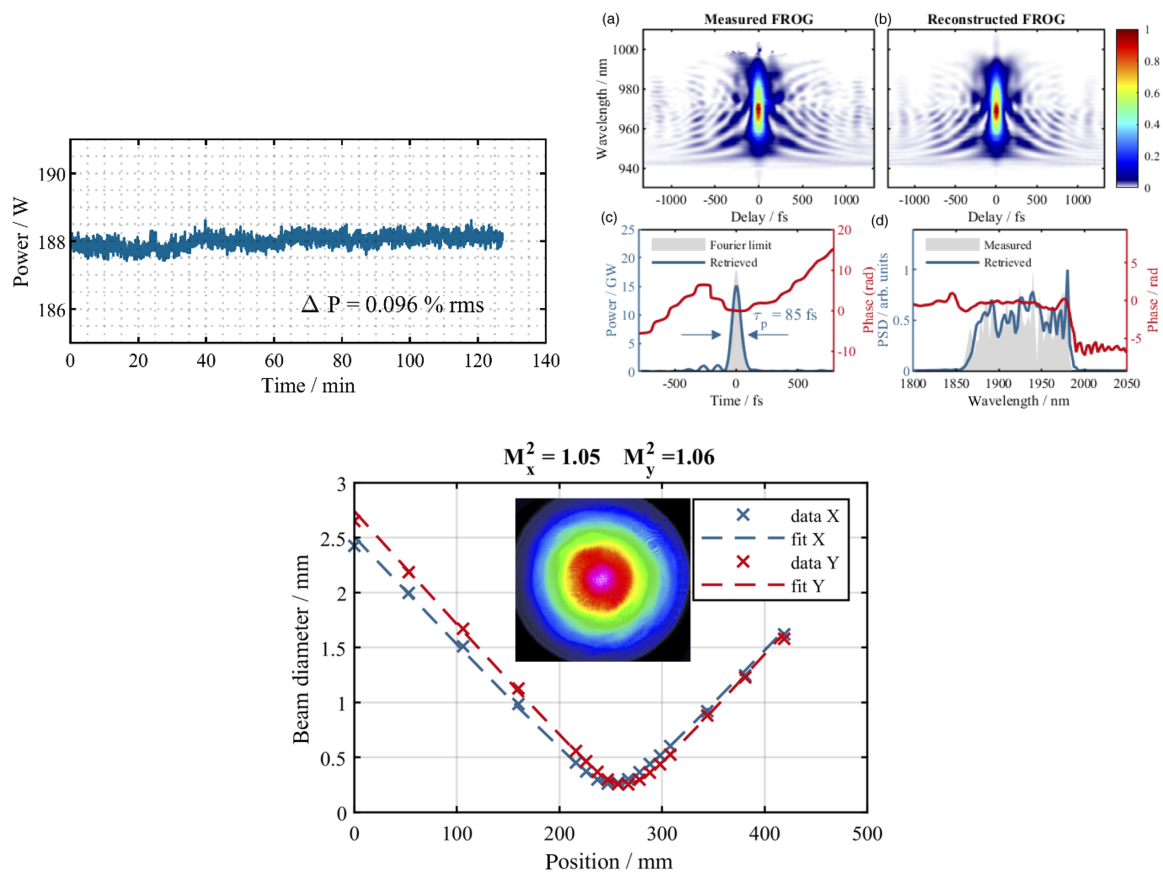 190
188
186
Power / W
Δ P = 0.096 % rms
0 20 40 60 80 100 120 140
Time / min
(a) Measured FROG
(b) Reconstructed FROG
1000
980
960
940
Wavelength / nm
-1000 -500 0 500 1000
Delay / fs
-1000 -500 0 500 1000
Delay / fs
1
0.8
0.6
0.4
0.2
0
(c)
25
20
15
10
5
0
Power / GW
Fourier limit
Retrieved
τp = 85 fs
20
10
0
-10
Phase (rad)
-500 0 500
Time / fs
(d)
1
0.5
0
PSD / arb. units
Measured
Retrieved
5
0
-5
Phase / rad
1800 1850 1900 1950 2000 2050
Wavelength / nm
M²x = 1.05 M²y =1.06
3
2.5
2
1.5
1
0.5
0
Beam diameter / mm
data X
fit X
data Y
fit Y
0 100 200 300 400 500
Position / mm